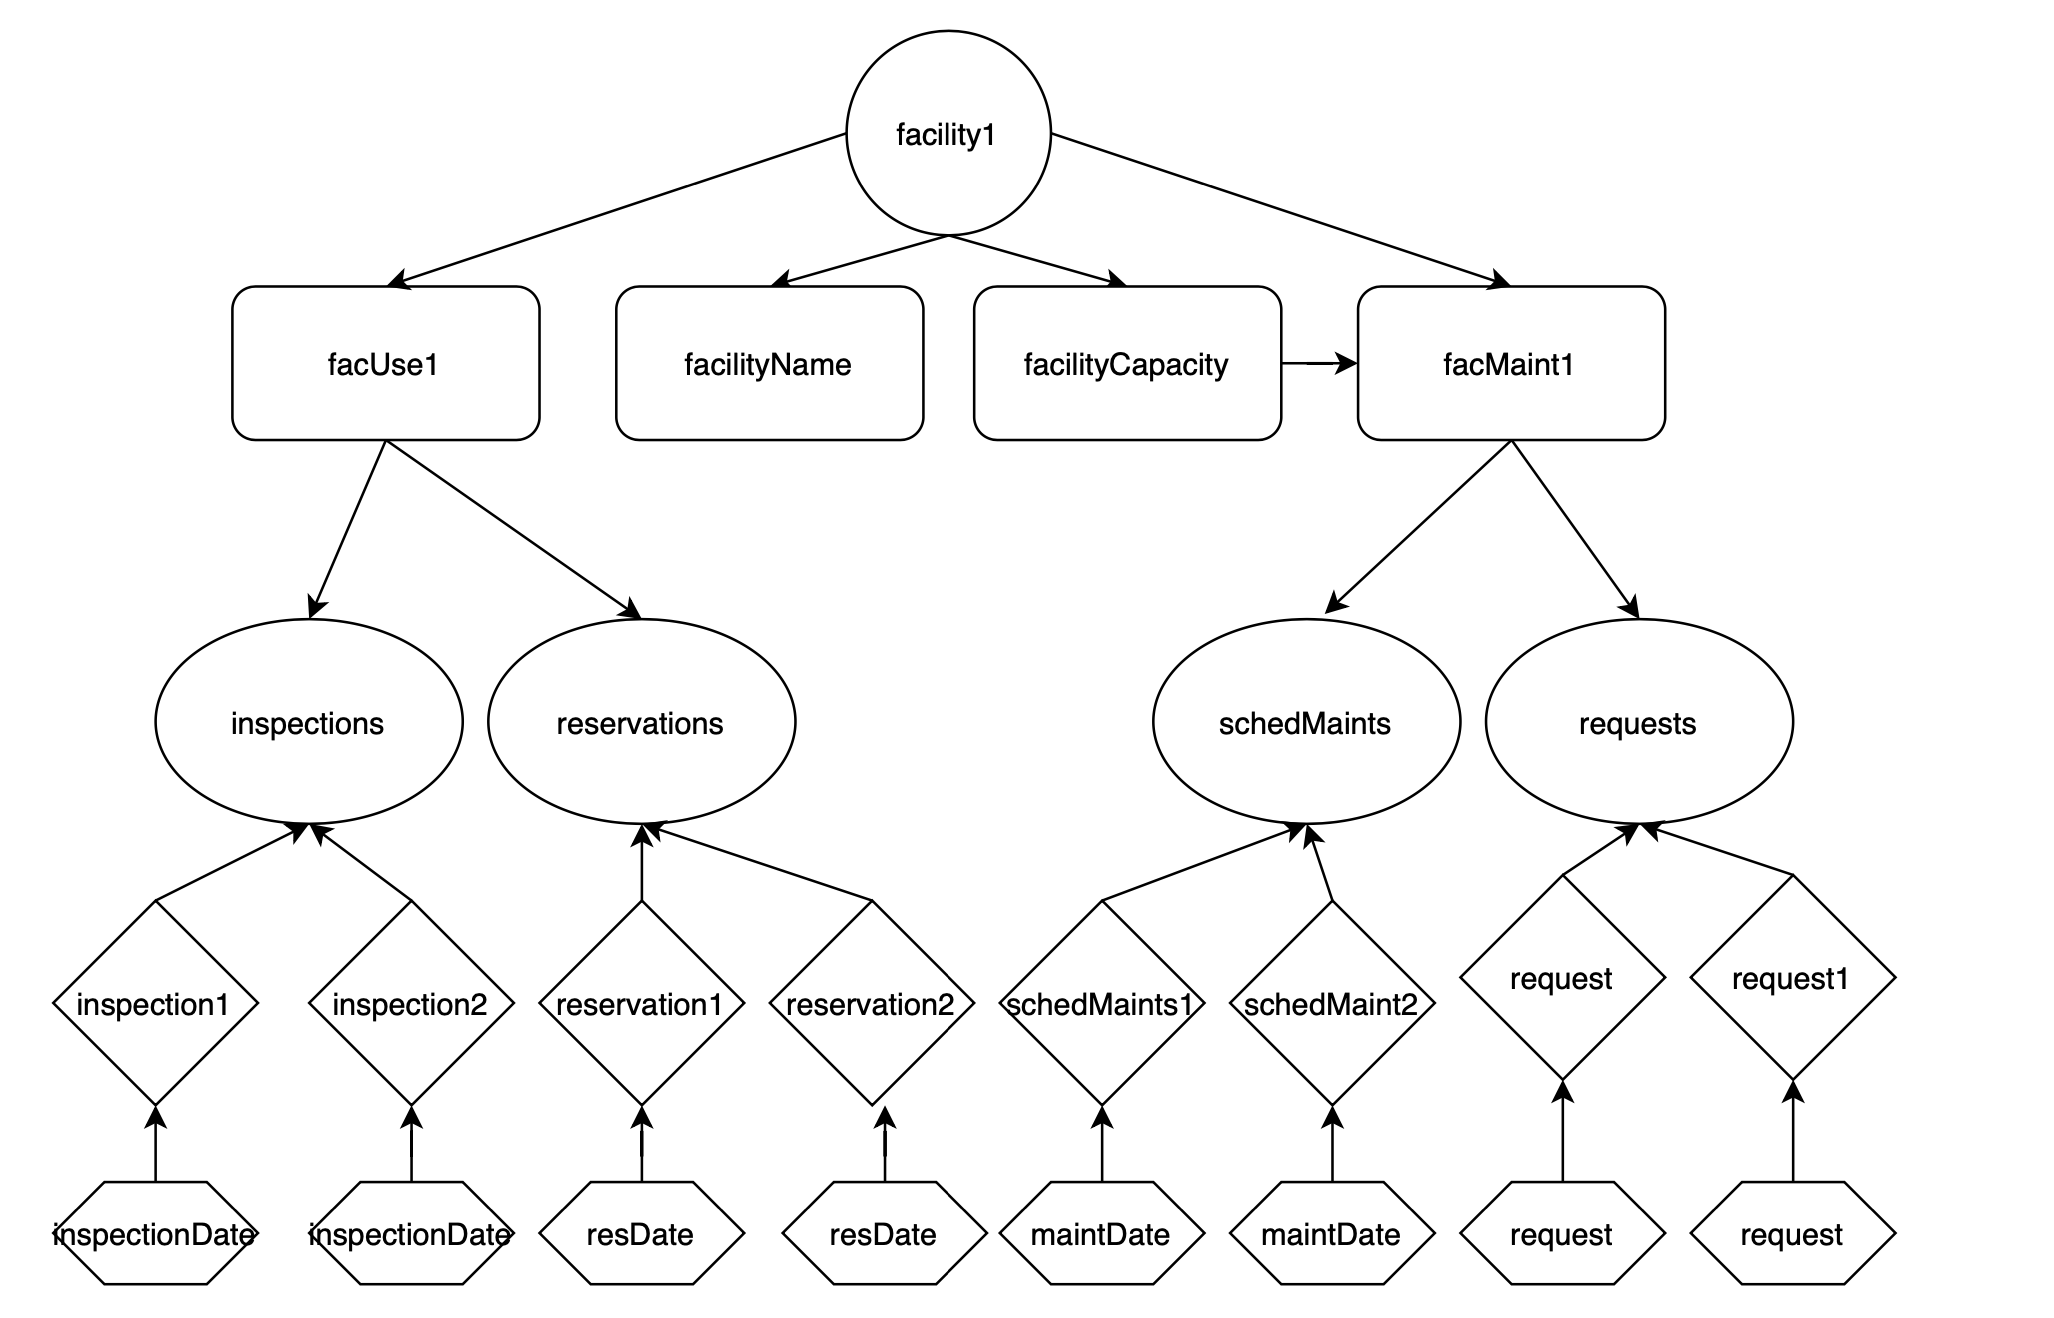 facility1
facUse1
facilityName
facilityCapacity
facMaint1
inspections
reservations
schedMaints
requests
inspection1
inspection2
reservation1
reservation2
schedMaints1
schedMaint2
request
request1
inspectionDate
inspectionDate
resDate
resDate
maintDate
maintDate
request
request